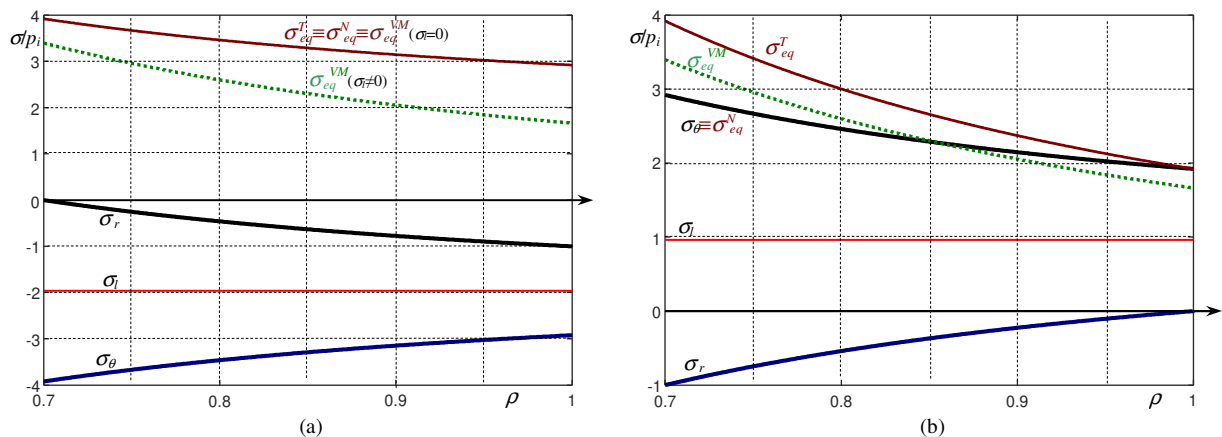 4
σ/pᵢ
σ_eq^T≡σ_eq^N≡σ_eq^VM (σ_l=0)
3
σ_eq^VM (σ_l≠0)
2
1
0
σ_r
-1
σ_l
-2
-3
σ_θ
-4
0.7 0.8 0.9 ρ 1
(a)
4
σ/pᵢ
σ_eq^VM σ_eq^T
3
σ_θ≡σ_eq^N
2
σ_l
1
0
σ_r
-1
0.7 0.8 0.9 ρ 1
(b)